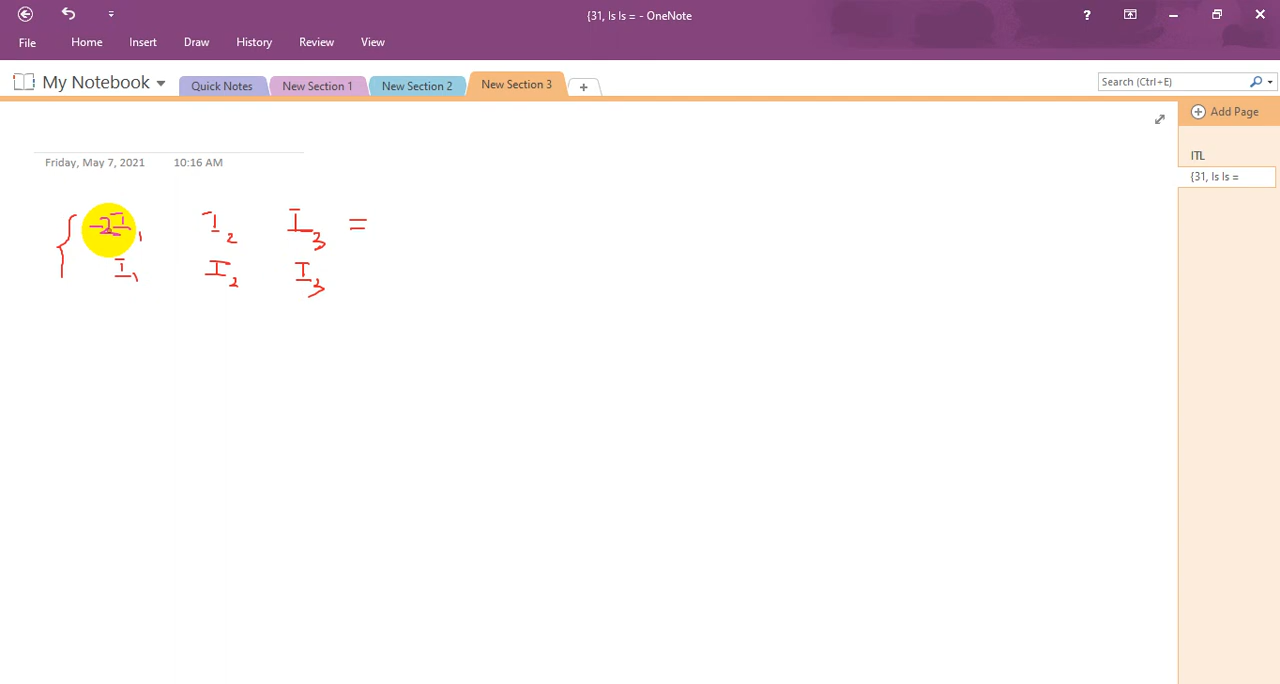 {31, Is Is = - OneNote
?
File Home Insert Draw History Review View
My Notebook Quick Notes New Section 1 New Section 2 New Section 3 + Search (Ctrl+E)
Add Page
Friday, May 7, 2021 10:16 AM
ITL
{31, Is Is =
{ -2I₁ I₂ I₃ =
I₁ I₂ I₃